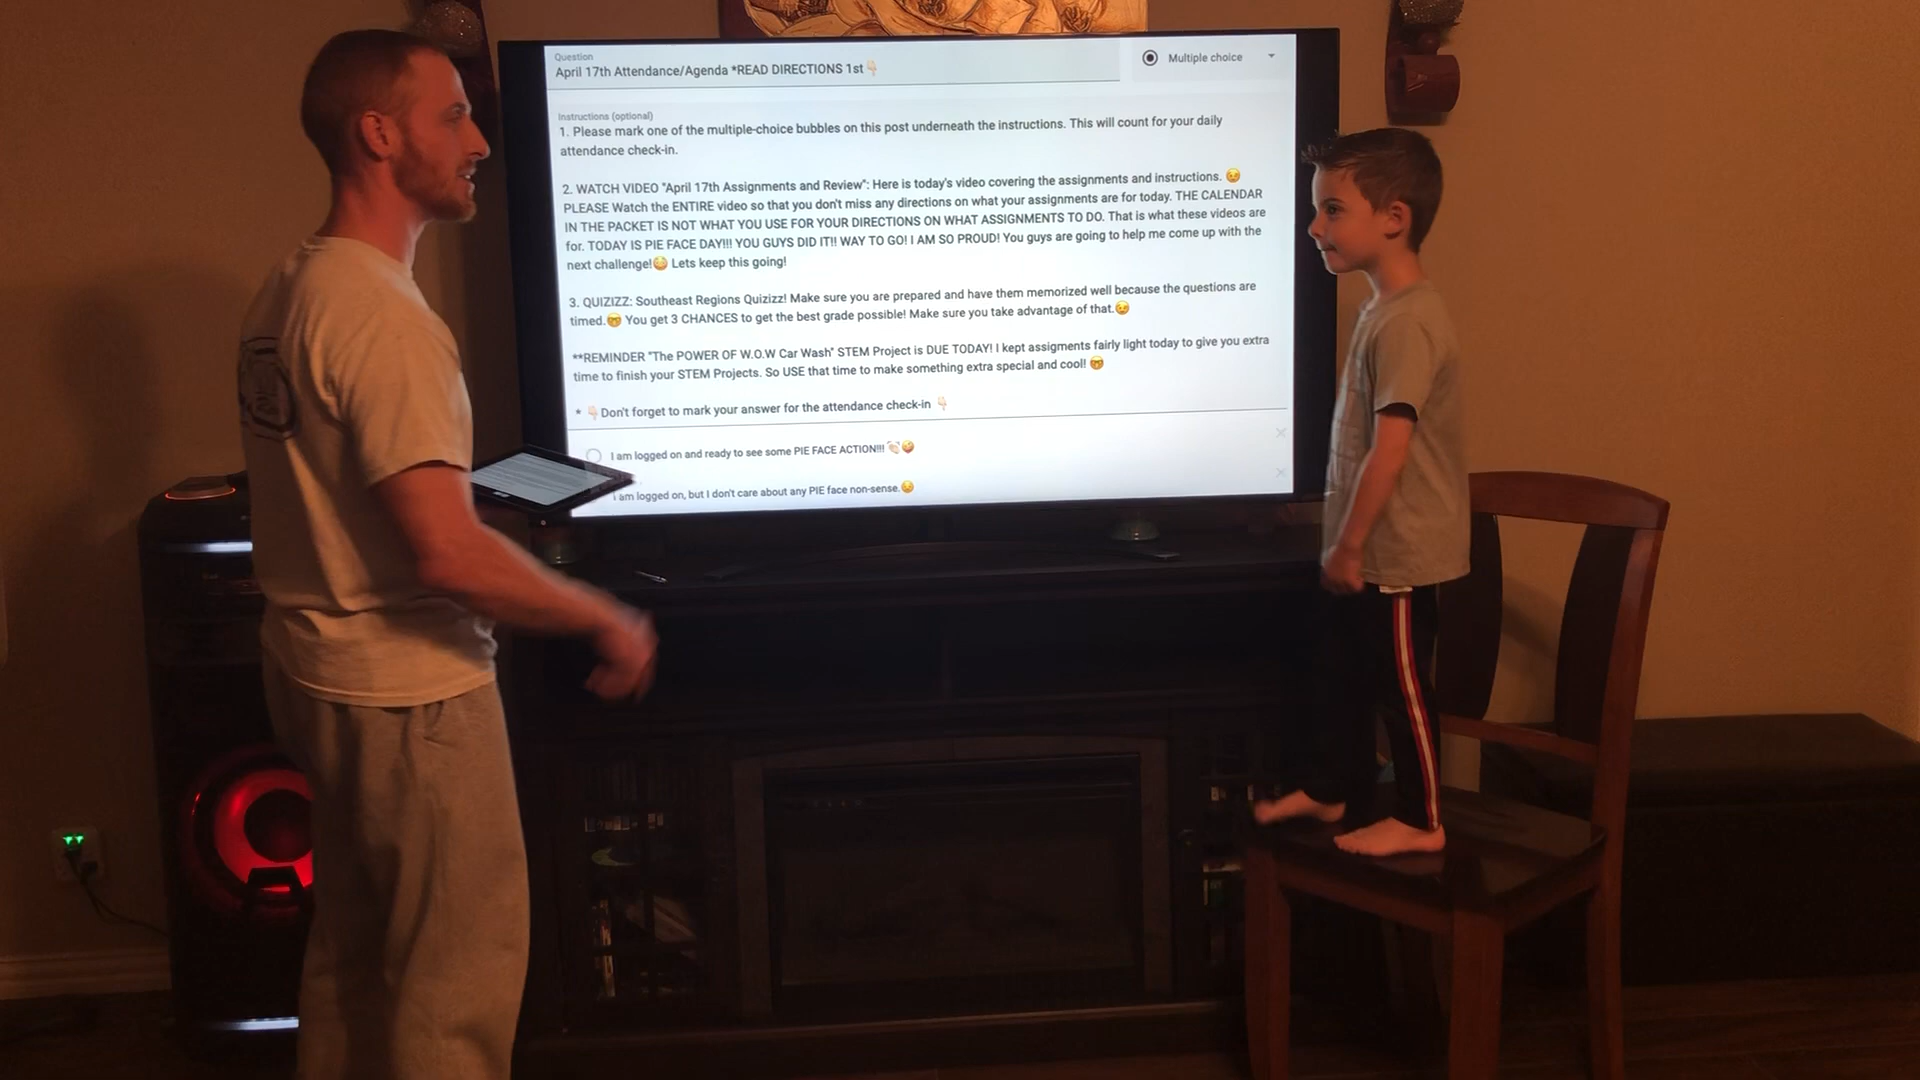 Question
April 17th Attendance/Agenda *READ DIRECTIONS 1st 👇🏻
Multiple choice
Instructions (optional)
1. Please mark one of the multiple-choice bubbles on this post underneath the instructions. This will count for your daily
attendance check-in.
2. WATCH VIDEO "April 17th Assignments and Review": Here is today's video covering the assignments and instructions. 😉
PLEASE Watch the ENTIRE video so that you don't miss any directions on what your assignments are for today. THE CALENDAR
IN THE PACKET IS NOT WHAT YOU USE FOR YOUR DIRECTIONS ON WHAT ASSIGNMENTS TO DO. That is what these videos are
for. TODAY IS PIE FACE DAY!!! YOU GUYS DID IT!! WAY TO GO! I AM SO PROUD! You guys are going to help me come up with the
next challenge!😳 Lets keep this going!
3. QUIZIZZ: Southeast Regions Quizizz! Make sure you are prepared and have them memorized well because the questions are
timed.🤓 You get 3 CHANCES to get the best grade possible! Make sure you take advantage of that.😉
**REMINDER "The POWER OF W.O.W Car Wash" STEM Project is DUE TODAY! I kept assigments fairly light today to give you extra
time to finish your STEM Projects. So USE that time to make something extra special and cool! 🤓
* 👇🏻Don't forget to mark your answer for the attendance check-in 👇🏻
I am logged on and ready to see some PIE FACE ACTION!!! 👏🏻🤪
I am logged on, but I don't care about any PIE face non-sense.😣